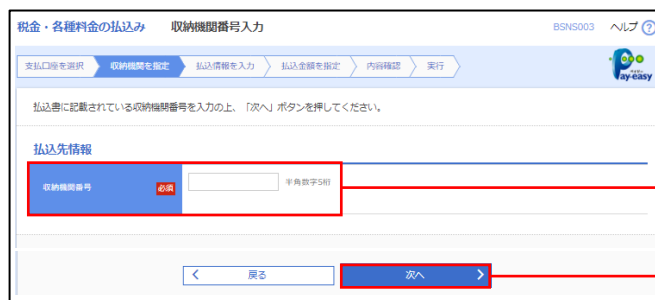 税金・各種料金の払込み 収納機関番号入力 BSNS003 ヘルプ ?
支払口座を選択 収納機関を指定 払込情報を入力 払込金額を指定 内容確認 実行
Pay-easy
払込書に記載されている収納機関番号を入力の上、「次へ」ボタンを押してください。
払込先情報
収納機関番号 必須 半角数字5桁
戻る 次へ